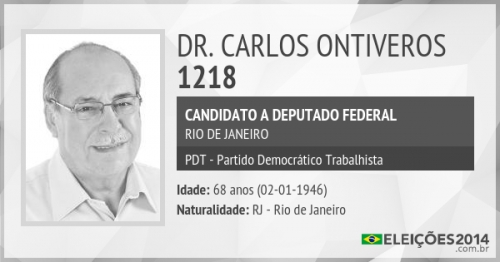 DR. CARLOS ONTIVEROS
1218
CANDIDATO A DEPUTADO FEDERAL
RIO DE JANEIRO
PDT - Partido Democrático Trabalhista
Idade: 68 anos (02-01-1946)
Naturalidade: RJ - Rio de Janeiro
ELEIÇÕES2014
.com.br